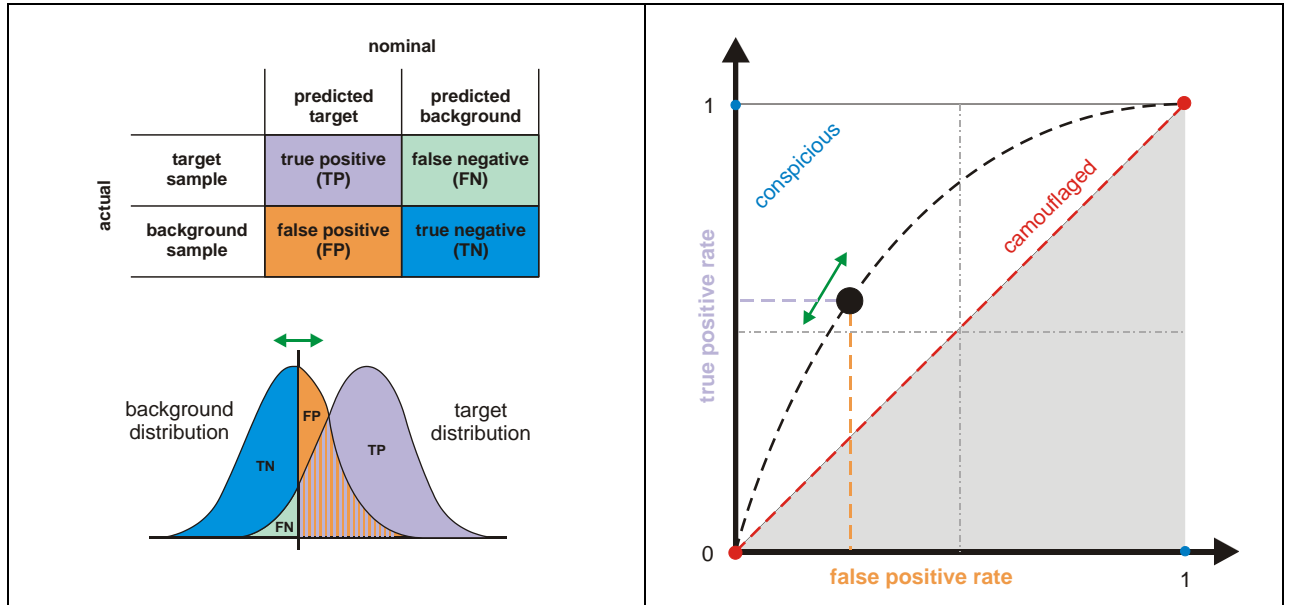 nominal
predicted
target
predicted
background
actual
target
sample
true positive
(TP)
false negative
(FN)
background
sample
false positive
(FP)
true negative
(TN)
background
distribution
target
distribution
FP
TN
TP
FN
1
conspicious
camouflaged
true positive rate
0
false positive rate
1